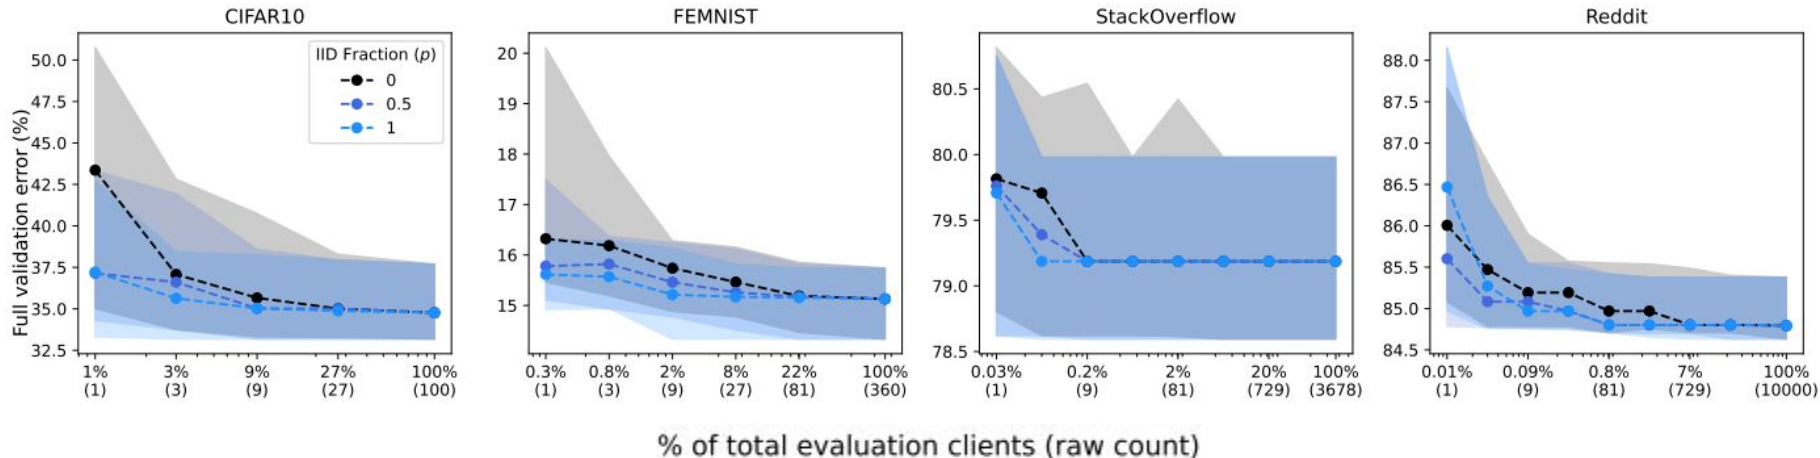 CIFAR10
FEMNIST
StackOverflow
Reddit
Full validation error (%)
50.0
47.5
45.0
42.5
40.0
37.5
35.0
32.5
IID Fraction (p)
0
0.5
1
1% 3% 9% 27% 100%
(1) (3) (9) (27) (100)
20
19
18
17
16
15
0.3% 0.8% 2% 8% 22% 100%
(1) (3) (9) (27) (81) (360)
80.5
80.0
79.5
79.0
78.5
0.03% 0.2% 2% 20% 100%
(1) (9) (81) (729) (3678)
88.0
87.5
87.0
86.5
86.0
85.5
85.0
84.5
0.01% 0.09% 0.8% 7% 100%
(1) (9) (81) (729) (10000)
% of total evaluation clients (raw count)